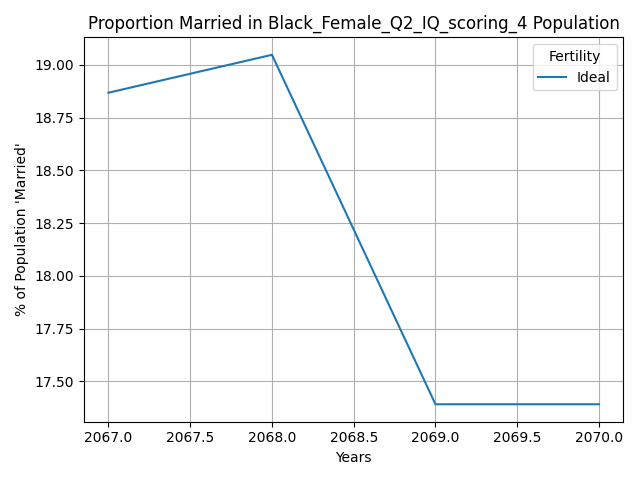 Proportion Married in Black_Female_Q2_IQ_scoring_4 Population
Fertility
Ideal
% of Population 'Married'
19.00
18.75
18.50
18.25
18.00
17.75
17.50
2067.0 2067.5 2068.0 2068.5 2069.0 2069.5 2070.0
Years